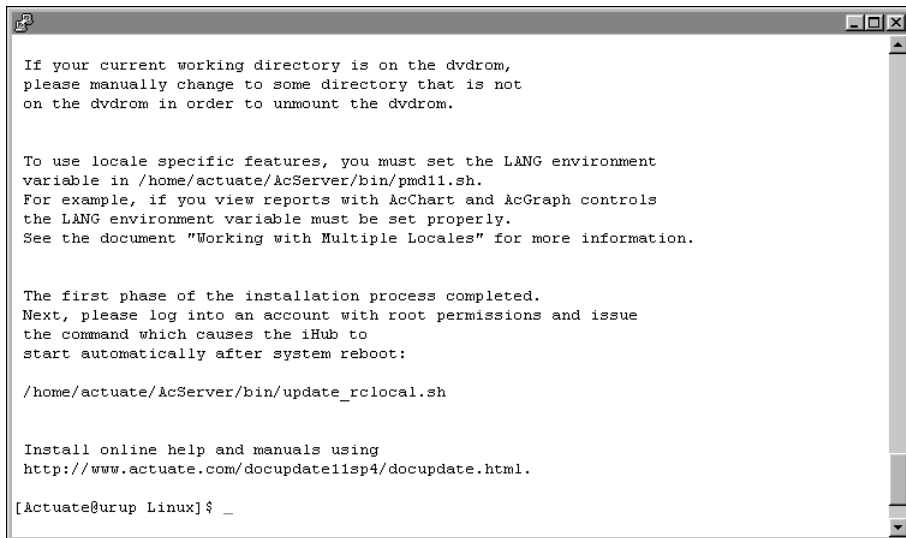 If your current working directory is on the dvdrom,
please manually change to some directory that is not
on the dvdrom in order to unmount the dvdrom.
To use locale specific features, you must set the LANG environment
variable in /home/actuate/AcServer/bin/pmd11.sh.
For example, if you view reports with AcChart and AcGraph controls
the LANG environment variable must be set properly.
See the document "Working with Multiple Locales" for more information.
The first phase of the installation process completed.
Next, please log into an account with root permissions and issue
the command which causes the iHub to
start automatically after system reboot:
/home/actuate/AcServer/bin/update_rclocal.sh
Install online help and manuals using
http://www.actuate.com/docupdate11sp4/docupdate.html.
[Actuate@urup Linux]$ _